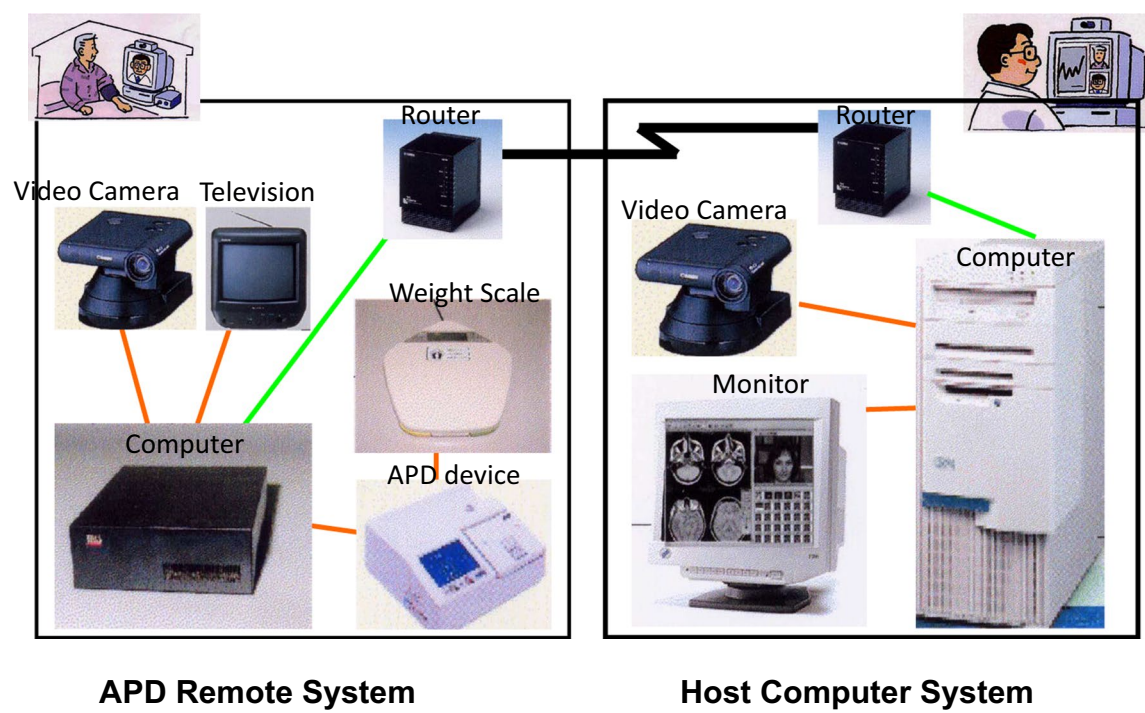 Router
Router
Video Camera
Television
Video Camera
Computer
Weight Scale
Monitor
Computer
APD device
APD Remote System
Host Computer System